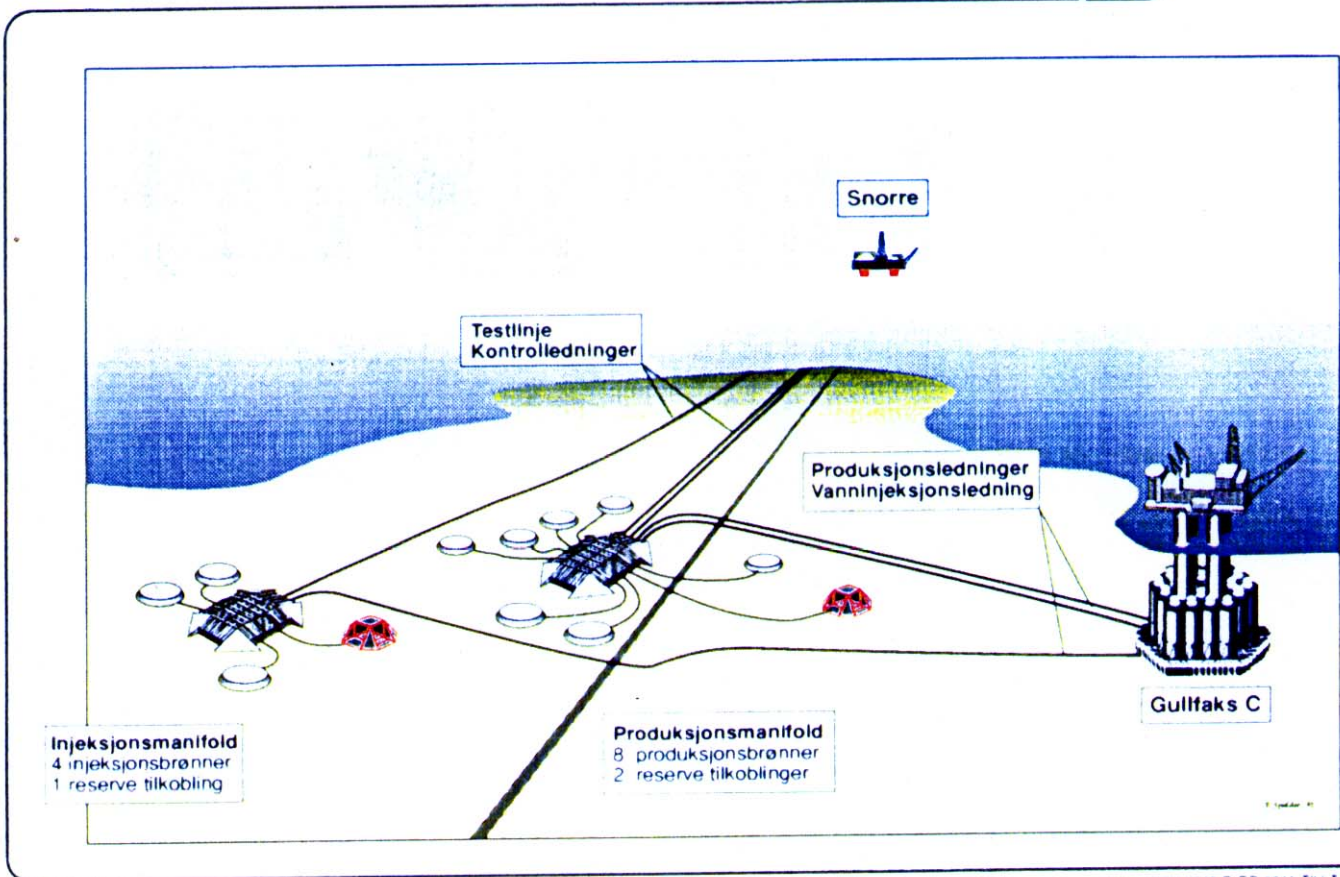 Snorre
Testlinje
Kontrolledninger
Produksjonsledninger
Vanninjeksjonsledning
Gullfaks C
Injeksjonsmanifold
4 injeksjonsbrønner
1 reserve tilkobling
Produksjonsmanifold
8 produksjonsbrønner
2 reserve tilkoblinger